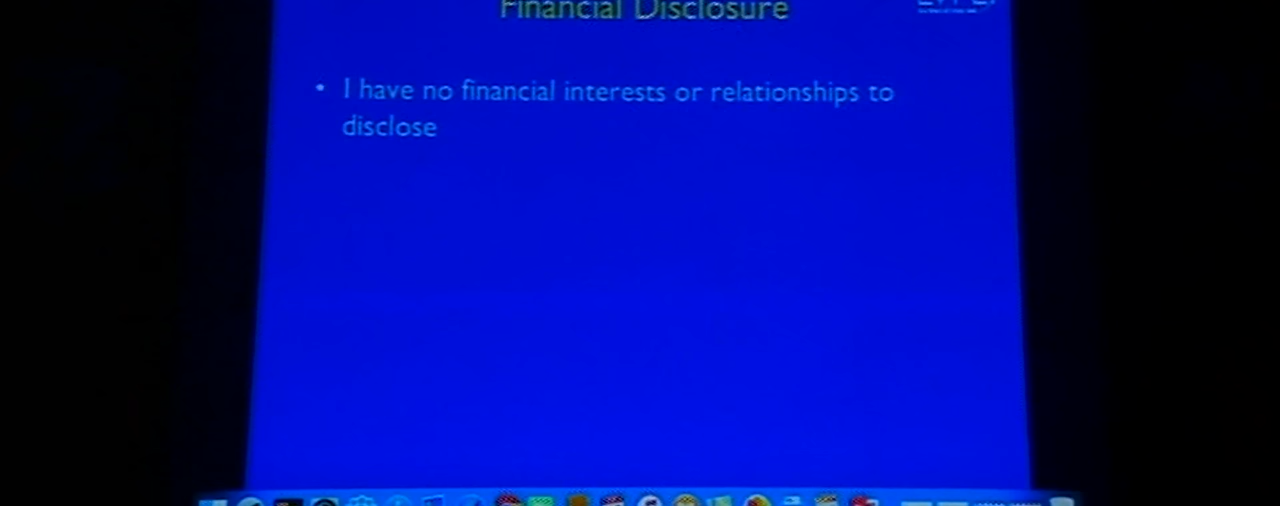 Financial Disclosure
• I have no financial interests or relationships to
disclose